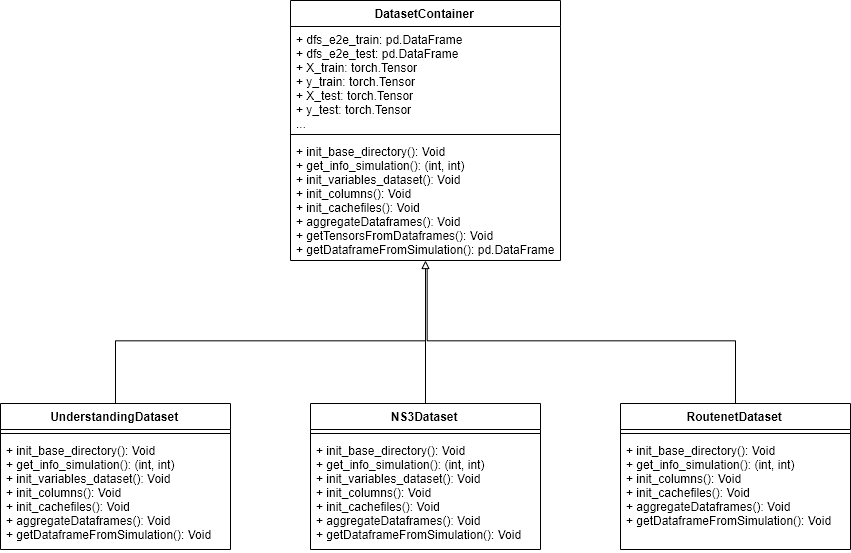 DatasetContainer
+ dfs_e2e_train: pd.DataFrame
+ dfs_e2e_test: pd.DataFrame
+ X_train: torch.Tensor
+ y_train: torch.Tensor
+ X_test: torch.Tensor
+ y_test: torch.Tensor
...
+ init_base_directory(): Void
+ get_info_simulation(): (int, int)
+ init_variables_dataset(): Void
+ init_columns(): Void
+ init_cachefiles(): Void
+ aggregateDataframes(): Void
+ getTensorsFromDataframes(): Void
+ getDataframeFromSimulation(): pd.DataFrame
UnderstandingDataset
+ init_base_directory(): Void
+ get_info_simulation(): (int, int)
+ init_variables_dataset(): Void
+ init_columns(): Void
+ init_cachefiles(): Void
+ aggregateDataframes(): Void
+ getDataframeFromSimulation(): Void
NS3Dataset
+ init_base_directory(): Void
+ get_info_simulation(): (int, int)
+ init_variables_dataset(): Void
+ init_columns(): Void
+ init_cachefiles(): Void
+ aggregateDataframes(): Void
+ getDataframeFromSimulation(): Void
RoutenetDataset
+ init_base_directory(): Void
+ get_info_simulation(): (int, int)
+ init_columns(): Void
+ init_cachefiles(): Void
+ aggregateDataframes(): Void
+ getDataframeFromSimulation(): Void